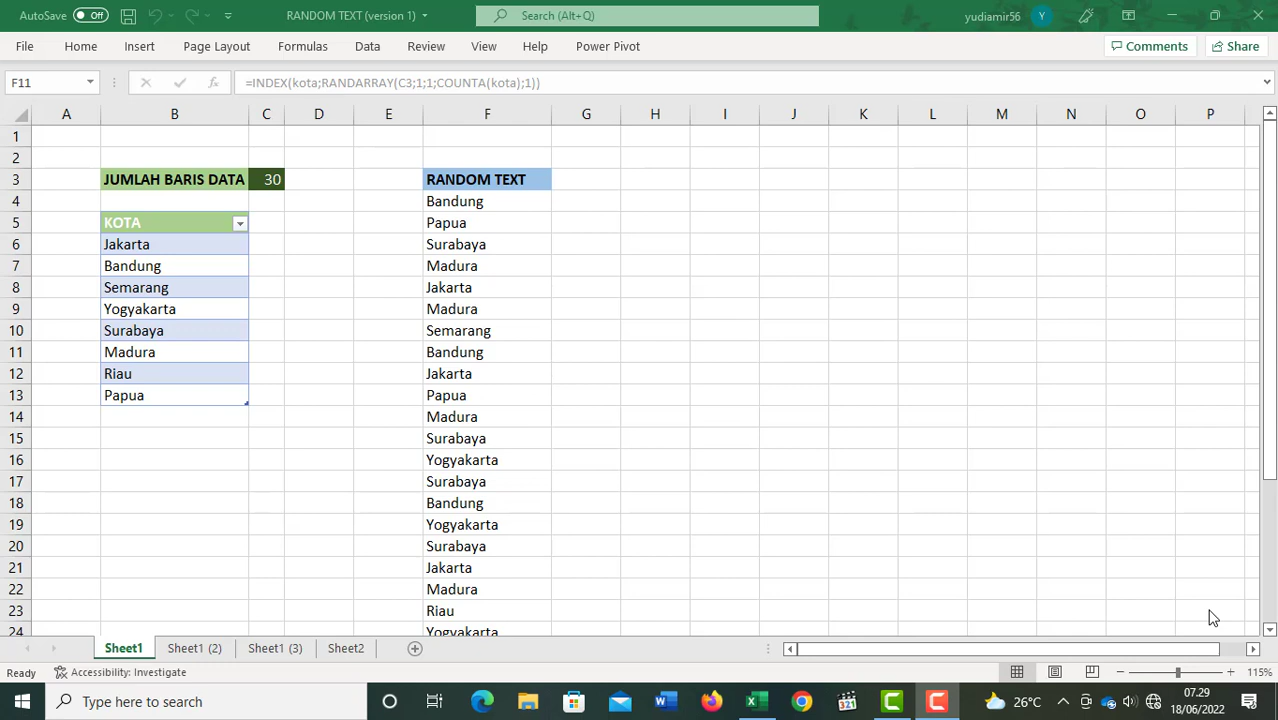 AutoSave Off RANDOM TEXT (version 1) Search (Alt+Q) yudiamir56 Y
File Home Insert Page Layout Formulas Data Review View Help Power Pivot Comments Share
F11 fx =INDEX(kota;RANDARRAY(C3;1;1;COUNTA(kota);1))
A B C D E F G H I J K L M N O P
1
2
3 JUMLAH BARIS DATA 30 RANDOM TEXT
4 Bandung
5 KOTA Papua
6 Jakarta Surabaya
7 Bandung Madura
8 Semarang Jakarta
9 Yogyakarta Madura
10 Surabaya Semarang
11 Madura Bandung
12 Riau Jakarta
13 Papua Papua
14 Madura
15 Surabaya
16 Yogyakarta
17 Surabaya
18 Bandung
19 Yogyakarta
20 Surabaya
21 Jakarta
22 Madura
23 Riau
24 Yogyakarta
Sheet1 Sheet1 (2) Sheet1 (3) Sheet2
Ready Accessibility: Investigate 115%
Type here to search 321 26°C 07.29
18/06/2022